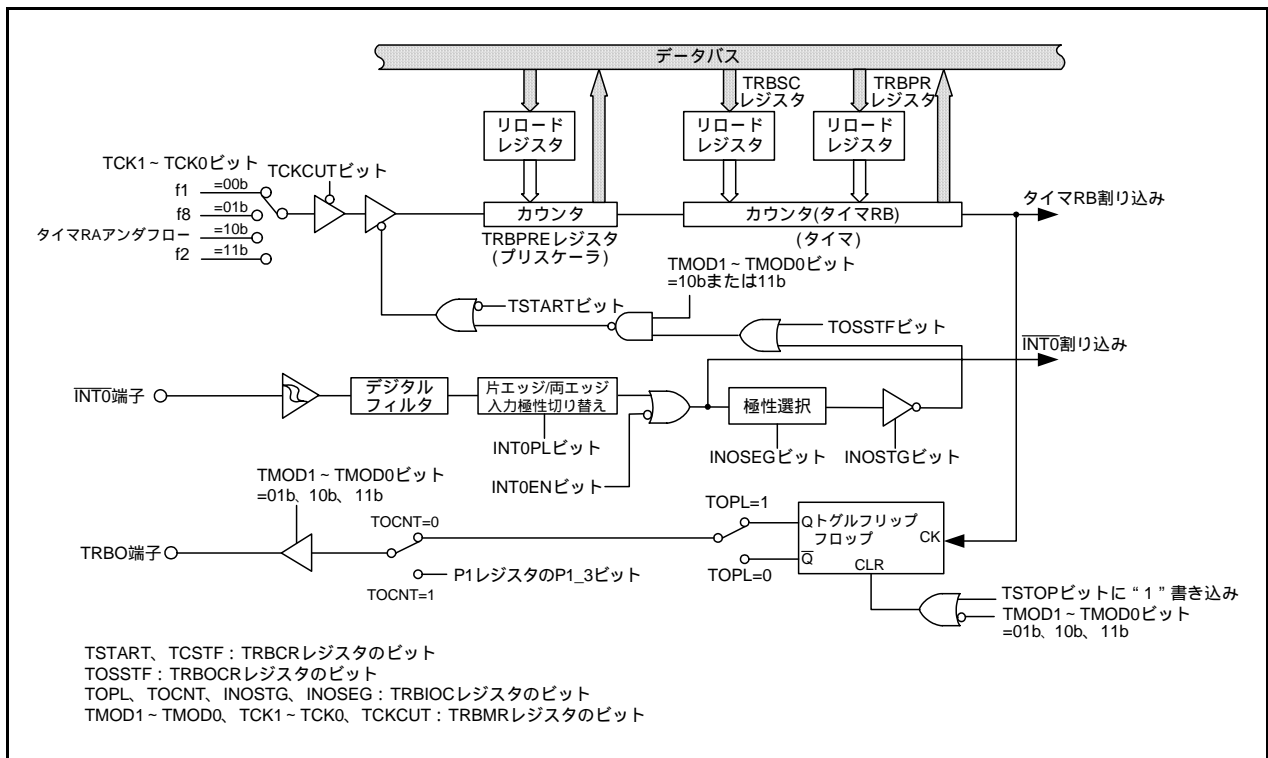 データバス
TRBSC
レジスタ
TRBPR
レジスタ
リロード
レジスタ
リロード
レジスタ
リロード
レジスタ
TCK1～TCK0ビット
TCKCUTビット
f1 =00b
f8 =01b
タイマRAアンダフロー =10b
f2 =11b
カウンタ
カウンタ(タイマRB)
タイマRB割り込み
TRBPREレジスタ
(プリスケーラ)
(タイマ)
TMOD1～TMOD0ビット
=10bまたは11b
TSTARTビット
TOSSTFビット
INT0割り込み
INT0端子
デジタル
フィルタ
片エッジ/両エッジ
入力極性切り替え
極性選択
INT0PLビット
INOSEGビット
INOSTGビット
INT0ENビット
TMOD1～TMOD0ビット
=01b、10b、11b
TOCNT=0
TOPL=1
Qトグルフリップ
フロップ
CK
TRBO端子
Q
CLR
TOPL=0
P1レジスタのP1_3ビット
TOCNT=1
TSTOPビットに“1”書き込み
TMOD1～TMOD0ビット
=01b、10b、11b
TSTART、TCSTF：TRBCRレジスタのビット
TOSSTF：TRBOCRレジスタのビット
TOPL、TOCNT、INOSTG、INOSEG：TRBIOCレジスタのビット
TMOD1～TMOD0、TCK1～TCK0、TCKCUT：TRBMRレジスタのビット